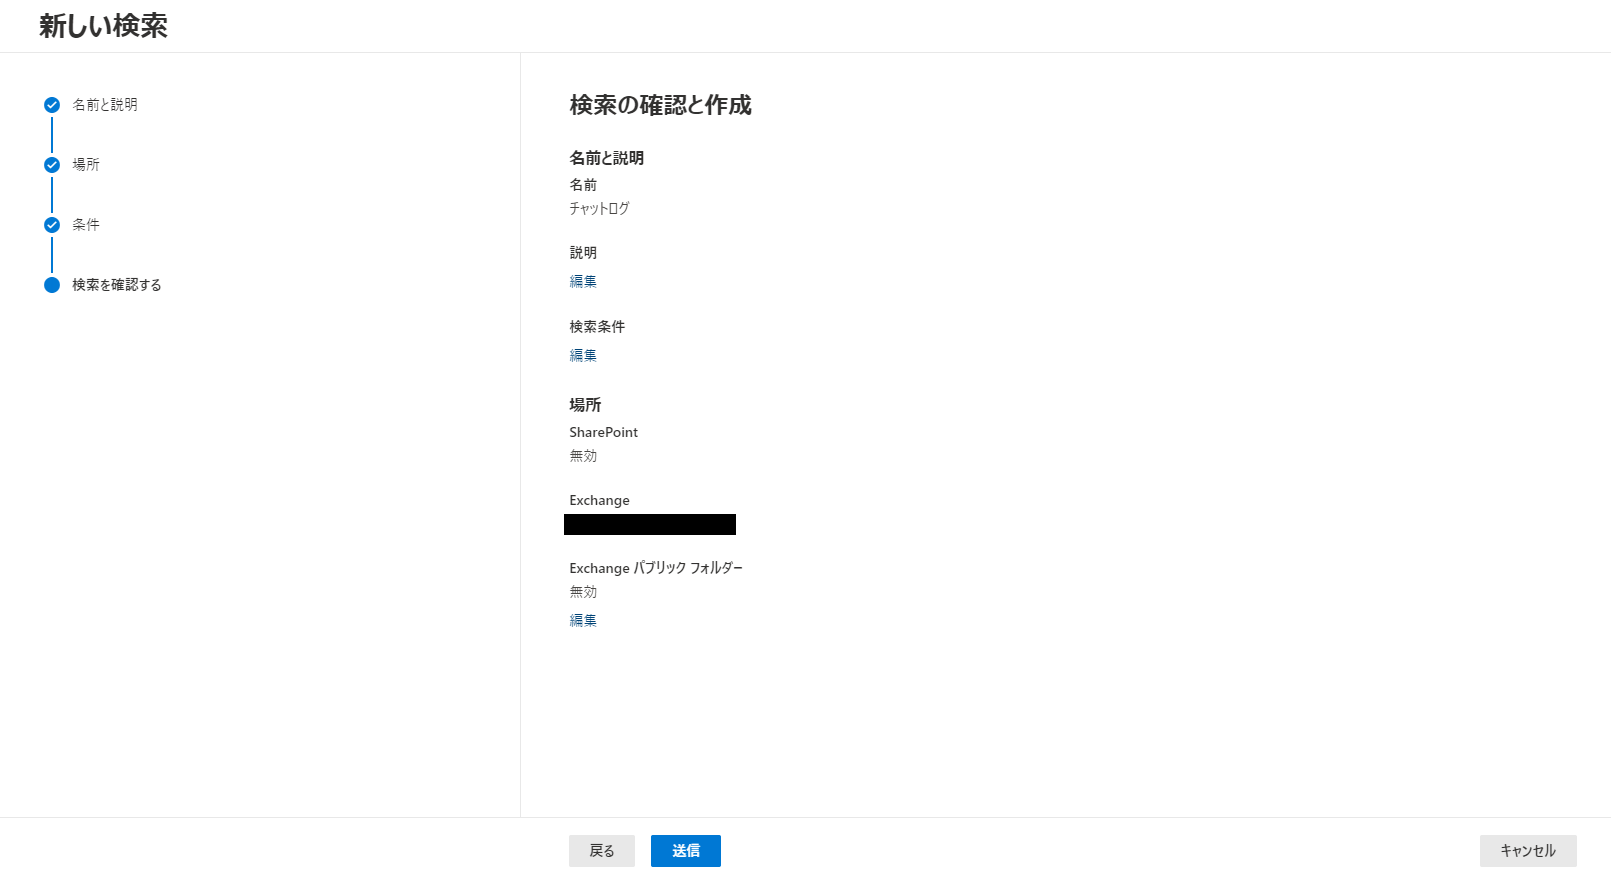 新しい検索
名前と説明
場所
条件
検索を確認する
検索の確認と作成
名前と説明
名前
チャットログ
説明
編集
検索条件
編集
場所
SharePoint
無効
Exchange
Exchange パブリック フォルダー
無効
編集
戻る
送信
キャンセル